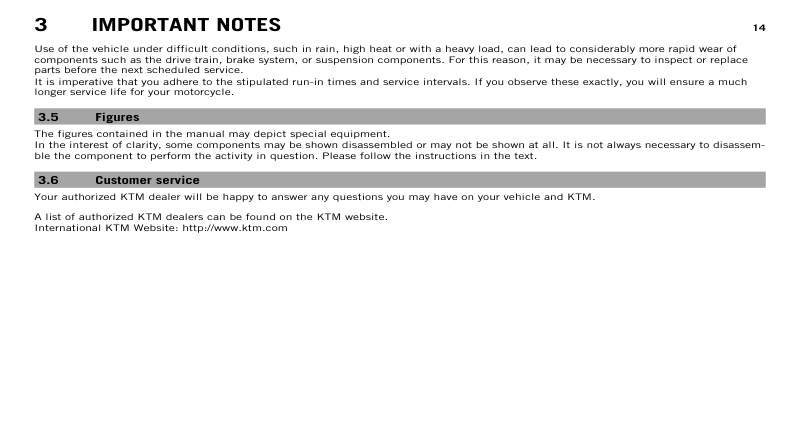 3 IMPORTANT NOTES 14
Use of the vehicle under difficult conditions, such in rain, high heat or with a heavy load, can lead to considerably more rapid wear of
components such as the drive train, brake system, or suspension components. For this reason, it may be necessary to inspect or replace
parts before the next scheduled service.
It is imperative that you adhere to the stipulated run-in times and service intervals. If you observe these exactly, you will ensure a much
longer service life for your motorcycle.
3.5 Figures
The figures contained in the manual may depict special equipment.
In the interest of clarity, some components may be shown disassembled or may not be shown at all. It is not always necessary to disassem-
ble the component to perform the activity in question. Please follow the instructions in the text.
3.6 Customer service
Your authorized KTM dealer will be happy to answer any questions you may have on your vehicle and KTM.
A list of authorized KTM dealers can be found on the KTM website.
International KTM Website: http://www.ktm.com